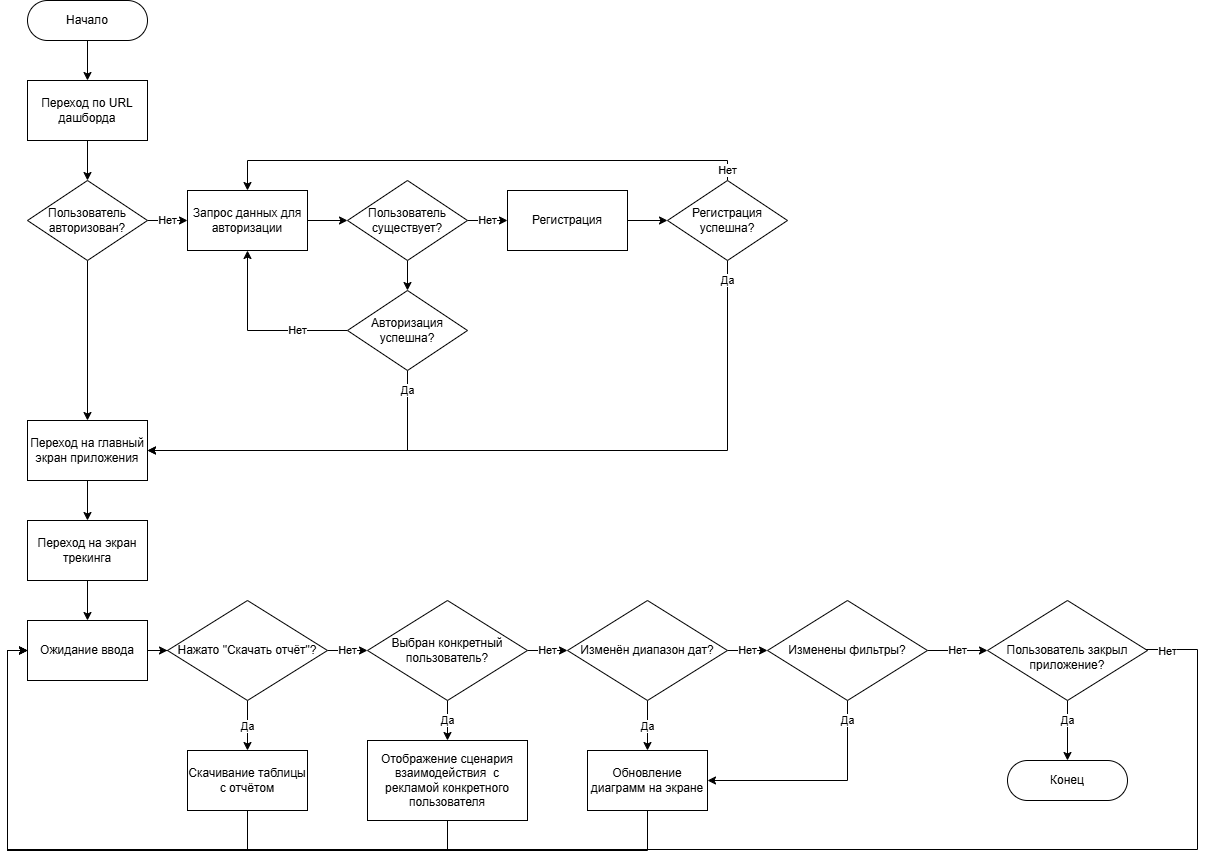 Начало
Переход по URL
дашборда
Нет
Пользователь
авторизован?
Нет
Запрос данных для
авторизации
Пользователь
существует?
Нет
Регистрация
Регистрация
успешна?
Да
Авторизация
успешна?
Нет
Да
Переход на главный
экран приложения
Переход на экран
трекинга
Ожидание ввода
Нажато "Скачать отчёт"?
Нет
Выбран конкретный
пользователь?
Нет
Изменён диапазон дат?
Нет
Изменены фильтры?
Нет
Пользователь закрыл
приложение?
Нет
Да
Да
Да
Да
Да
Скачивание таблицы
с отчётом
Отображение сценария
взаимодействия с
рекламой конкретного
пользователя
Обновление
диаграмм на экране
Конец